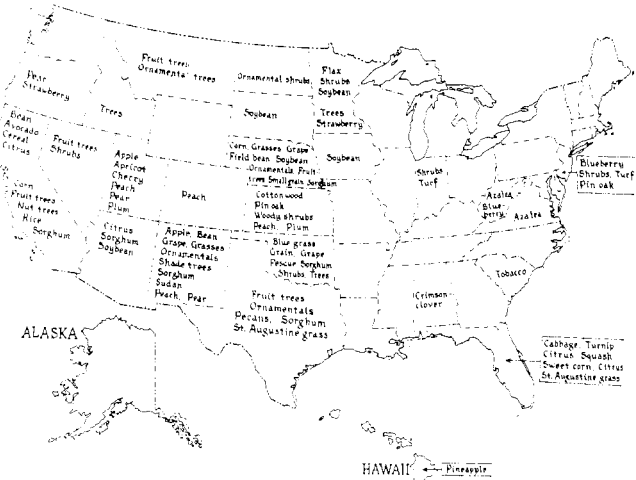 Fruit trees
Ornamental trees
Ornamental shrubs,
Flax
Shrubs
Soybean
Pear
Strawberry
Trees
Soybean
Trees
Strawberry
Bean
Avocado
Cereal
Citrus
Fruit trees
Shrubs
Apple
Apricot
Cherry
Peach
Pear
Plum
Corn, Grasses Grape
Field bean Soybean
Ornamentals, Fruit
trees Small grain, Sorghum
Soybean
Shrubs
Turf
Blueberry
Shrubs, Turf
Pin oak
Corn
Fruit trees
Nut trees
Rice
Sorghum
Peach
Cottonwood
Pin oak
Woody shrubs
Peach, Plum
Azalea
Blue-
berry
Azalea
Citrus
Sorghum
Soybean
Apple, Bean
Grape, Grasses
Ornamentals
Shade trees
Sorghum
Sudan
Peach, Pear
Blue grass
Grain, Grape
Fescue Sorghum
Shrubs, Trees
Tobacco
Fruit trees
Ornamentals
Pecans, Sorghum
St. Augustine grass
Crimson
clover
ALASKA
Cabbage, Turnip
Citrus Squash
Sweet corn, Citrus
St. Augustine grass
HAWAII
Pineapple